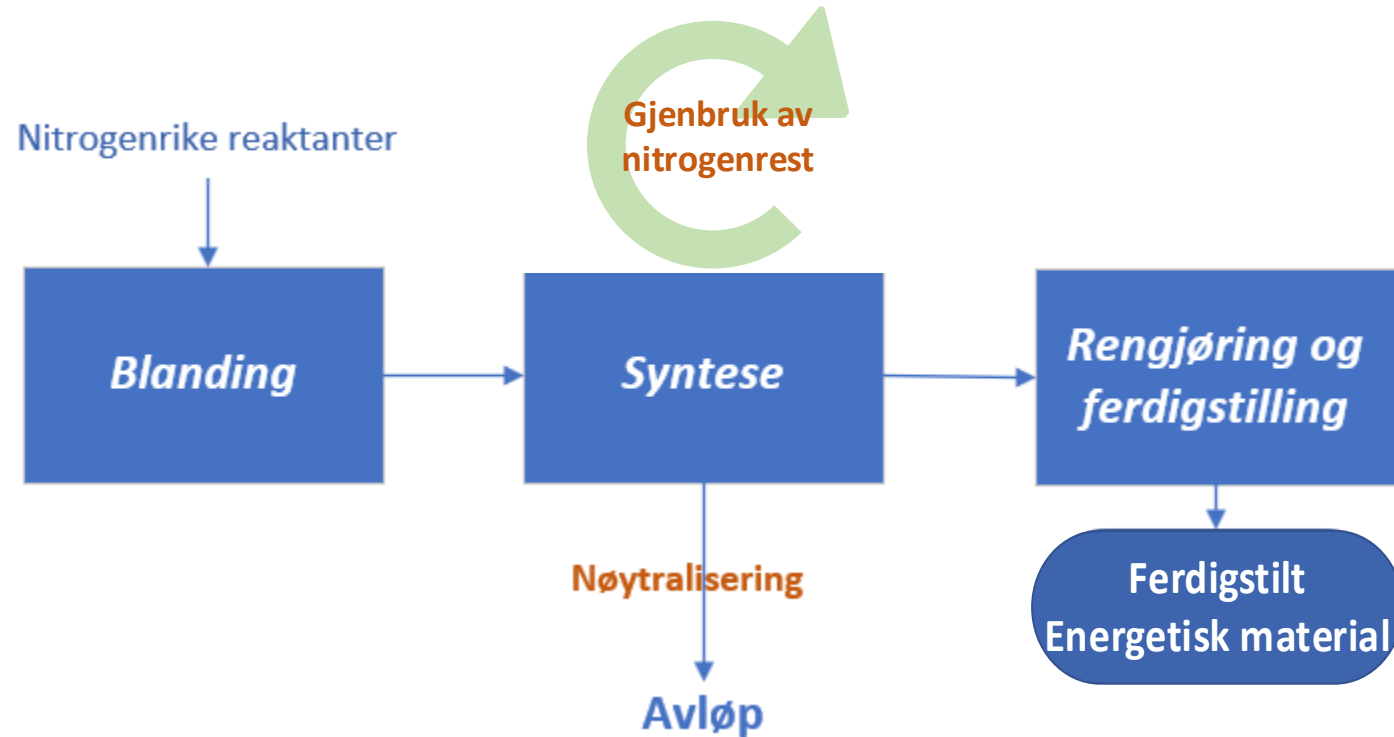 Gjenbruk av
nitrogenrest
Nitrogenrike reaktanter
Blanding
Syntese
Rengjøring og
ferdigstilling
Nøytralisering
Ferdigstilt
Energetisk material
Avløp